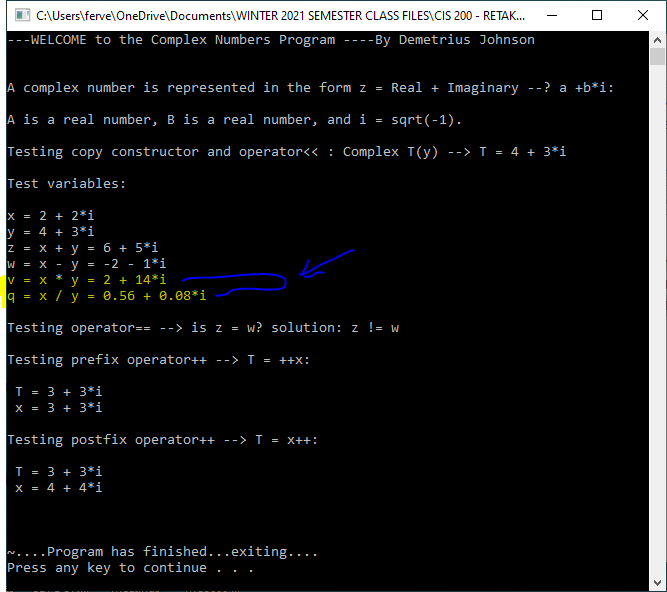 C:\Users\ferve\OneDrive\Documents\WINTER 2021 SEMESTER CLASS FILES\CIS 200 - RETAK...
---WELCOME to the Complex Numbers Program ----By Demetrius Johnson
A complex number is represented in the form z = Real + Imaginary --? a +b*i:
A is a real number, B is a real number, and i = sqrt(-1).
Testing copy constructor and operator<< : Complex T(y) --> T = 4 + 3*i
Test variables:
x = 2 + 2*i
y = 4 + 3*i
z = x + y = 6 + 5*i
w = x - y = -2 - 1*i
v = x * y = 2 + 14*i
q = x / y = 0.56 + 0.08*i
Testing operator== --> is z = w? solution: z != w
Testing prefix operator++ --> T = ++x:
T = 3 + 3*i
x = 3 + 3*i
Testing postfix operator++ --> T = x++:
T = 3 + 3*i
x = 4 + 4*i
~....Program has finished...exiting....
Press any key to continue . . .